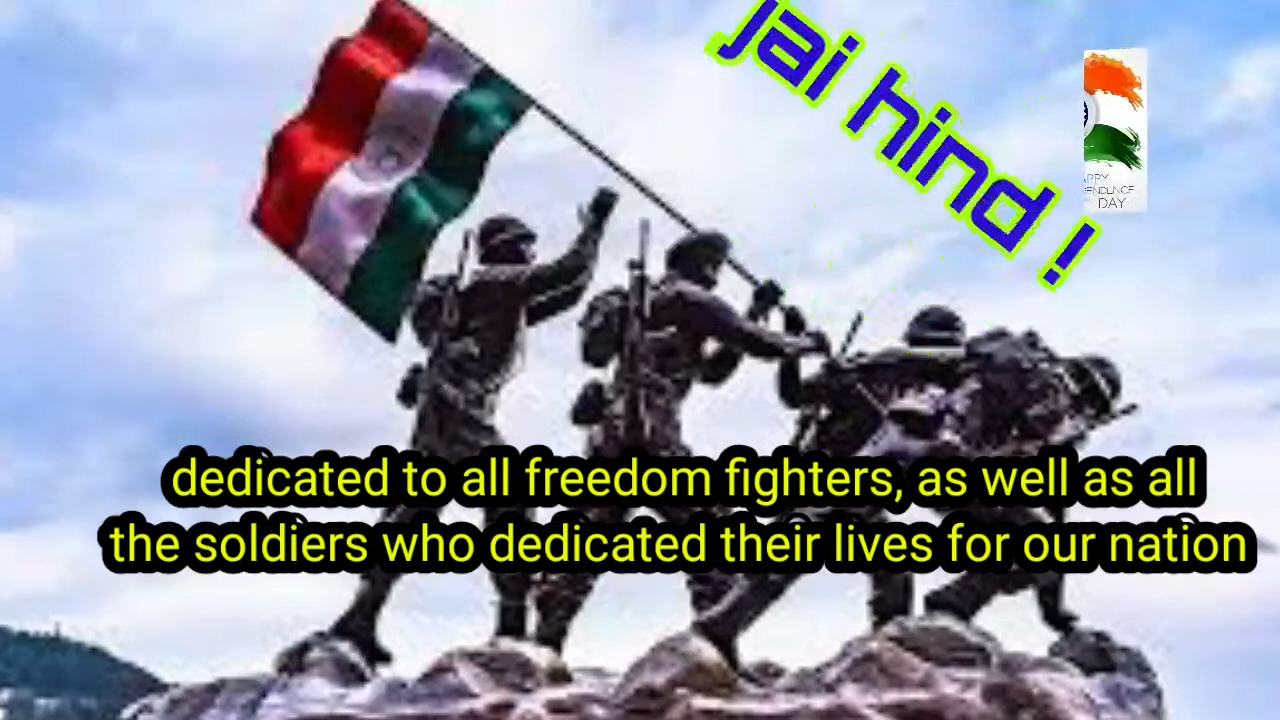 jai hind !
DAY
dedicated to all freedom fighters, as well as all
the soldiers who dedicated their lives for our nation